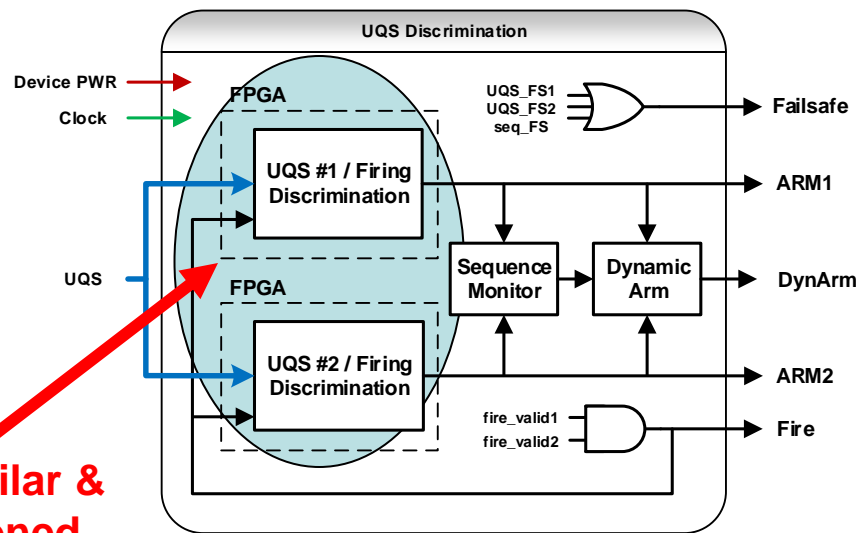 UQS Discrimination
Device PWR
Clock
FPGA
UQS_FS1
UQS_FS2
seq_FS
Failsafe
UQS #1 / Firing
Discrimination
ARM1
UQS
Sequence
Monitor
Dynamic
Arm
DynArm
FPGA
UQS #2 / Firing
Discrimination
ARM2
fire_valid1
fire_valid2
Fire
&